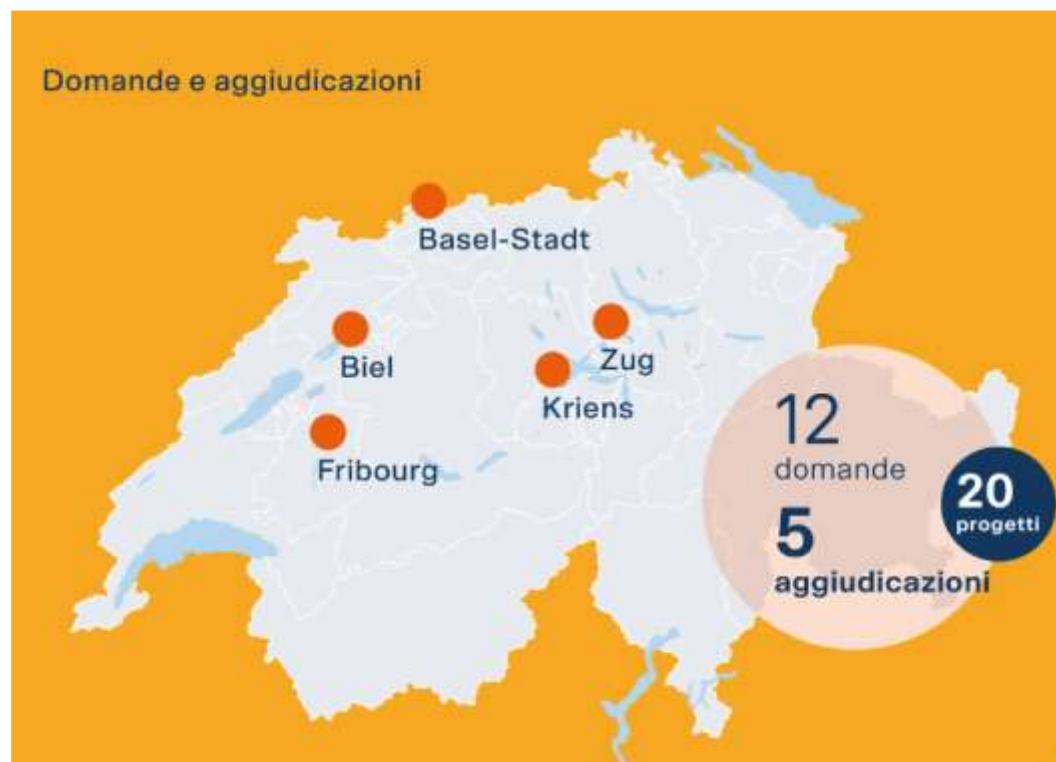 Domande e aggiudicazioni
Basel-Stadt
Biel
Zug
Kriens
Fribourg
12
domande
5
aggiudicazioni
20
progetti